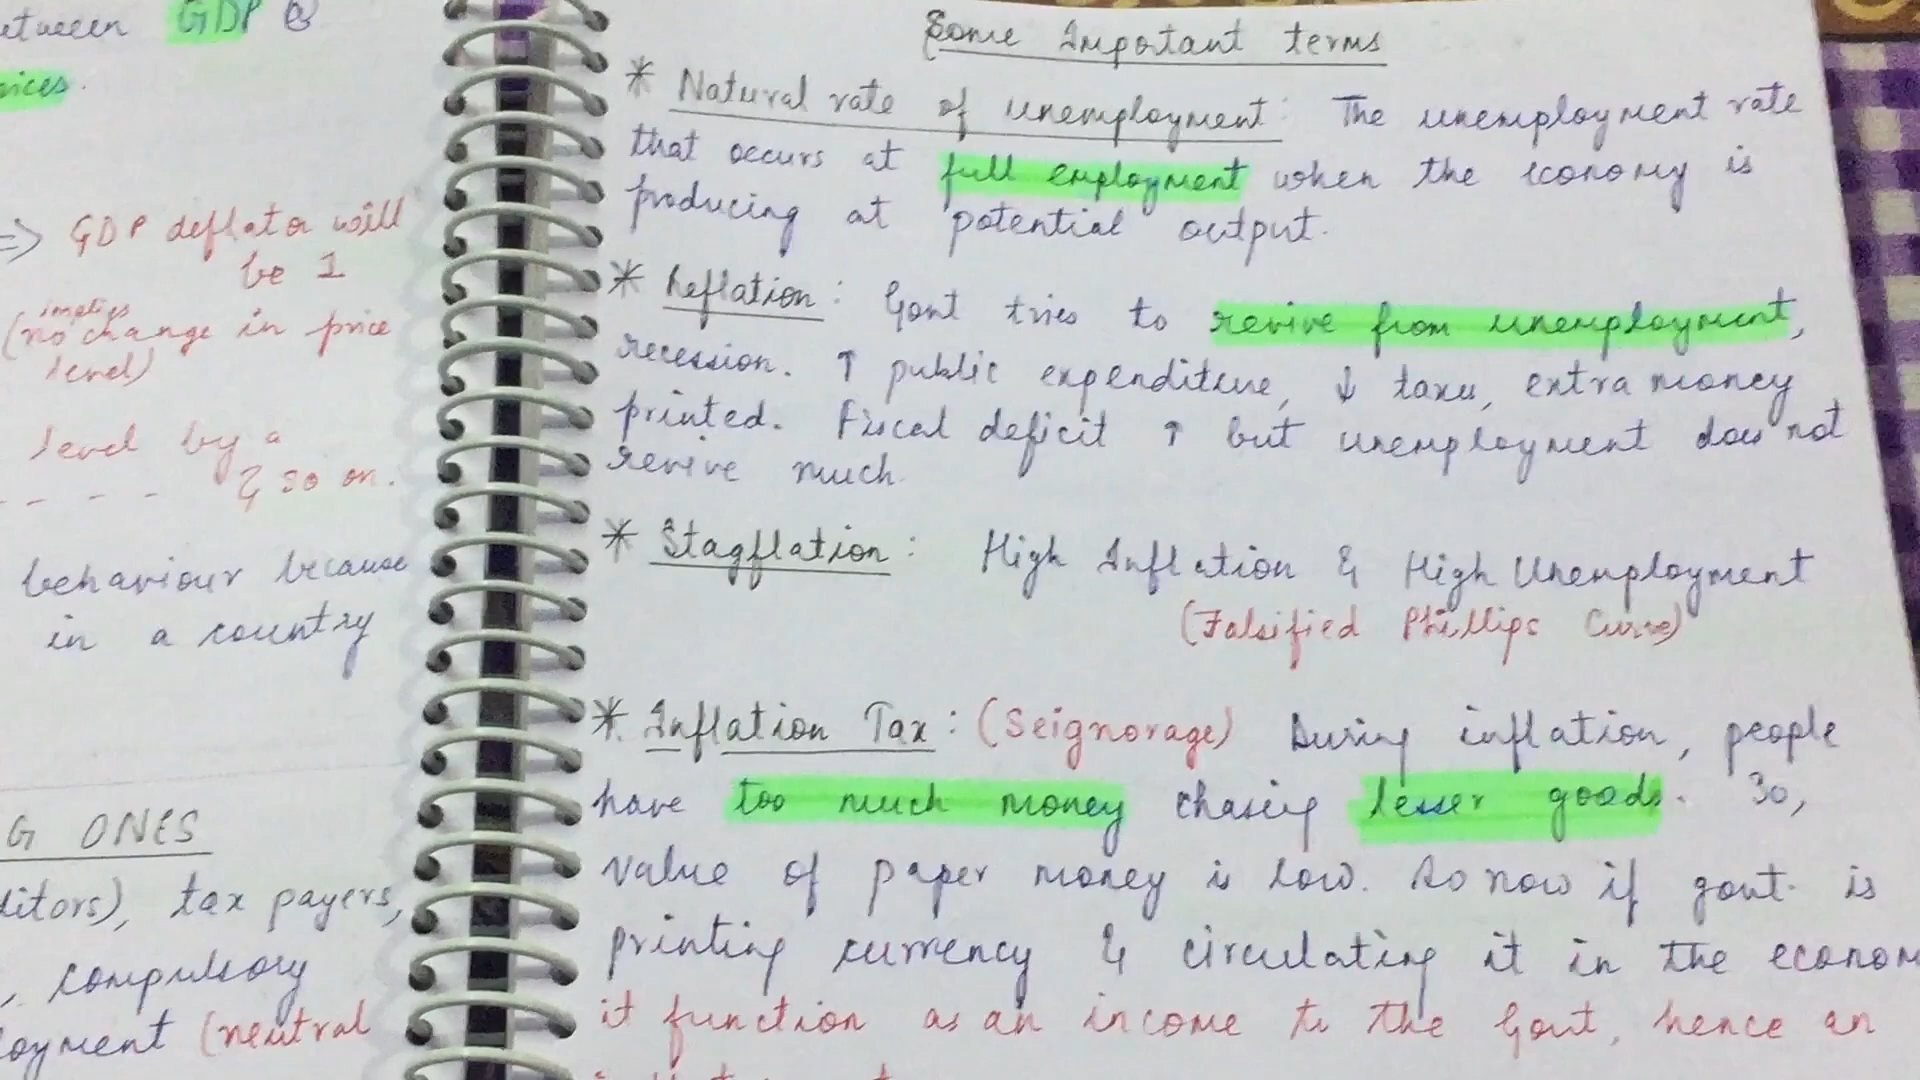 etween GDP &
rices.
=> GDP deflator will
be 1
implies
(no change in price
level)
level by a
- - - - & so on.
behaviour because
in a country
G ONES
ditors), tax payers,
, compulsory
oyment (neutral
Some Impotant terms
* Natural rate of unemployment: The unemployment rate
that occurs at full employment when the economy is
producing at potential output.
* Reflation: Govt tries to revive from unemployment,
recession. ↑ public expenditure, ↓ taxes, extra money
printed. Fiscal deficit ↑ but unemployment does not
revive much.
* Stagflation: High Inflation & High Unemployment
(Falsified Phillips Curve)
* Inflation Tax: (Seignorage) During inflation, people
have too much money chasing lesser goods. So,
value of paper money is low. So now if govt. is
printing currency & circulating it in the econom
it function as an income to the Govt, hence an